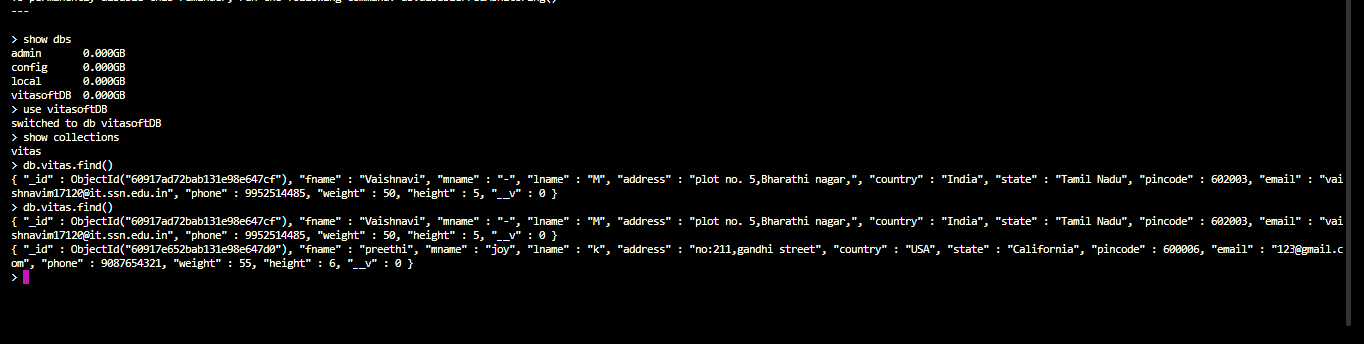 ---
> show dbs
admin       0.000GB
config      0.000GB
local       0.000GB
vitasoftDB  0.000GB
> use vitasoftDB
switched to db vitasoftDB
> show collections
vitas
> db.vitas.find()
{ "_id" : ObjectId("60917ad72bab131e98e647cf"), "fname" : "Vaishnavi", "mname" : "-", "lname" : "M", "address" : "plot no. 5,Bharathi nagar,", "country" : "India", "state" : "Tamil Nadu", "pincode" : 602003, "email" : "vai
shnavim17120@it.ssn.edu.in", "phone" : 9952514485, "weight" : 50, "height" : 5, "__v" : 0 }
> db.vitas.find()
{ "_id" : ObjectId("60917ad72bab131e98e647cf"), "fname" : "Vaishnavi", "mname" : "-", "lname" : "M", "address" : "plot no. 5,Bharathi nagar,", "country" : "India", "state" : "Tamil Nadu", "pincode" : 602003, "email" : "vai
shnavim17120@it.ssn.edu.in", "phone" : 9952514485, "weight" : 50, "height" : 5, "__v" : 0 }
{ "_id" : ObjectId("60917e652bab131e98e647d0"), "fname" : "preethi", "mname" : "joy", "lname" : "k", "address" : "no:211,gandhi street", "country" : "USA", "state" : "California", "pincode" : 600006, "email" : "123@gmail.c
om", "phone" : 9087654321, "weight" : 55, "height" : 6, "__v" : 0 }
>